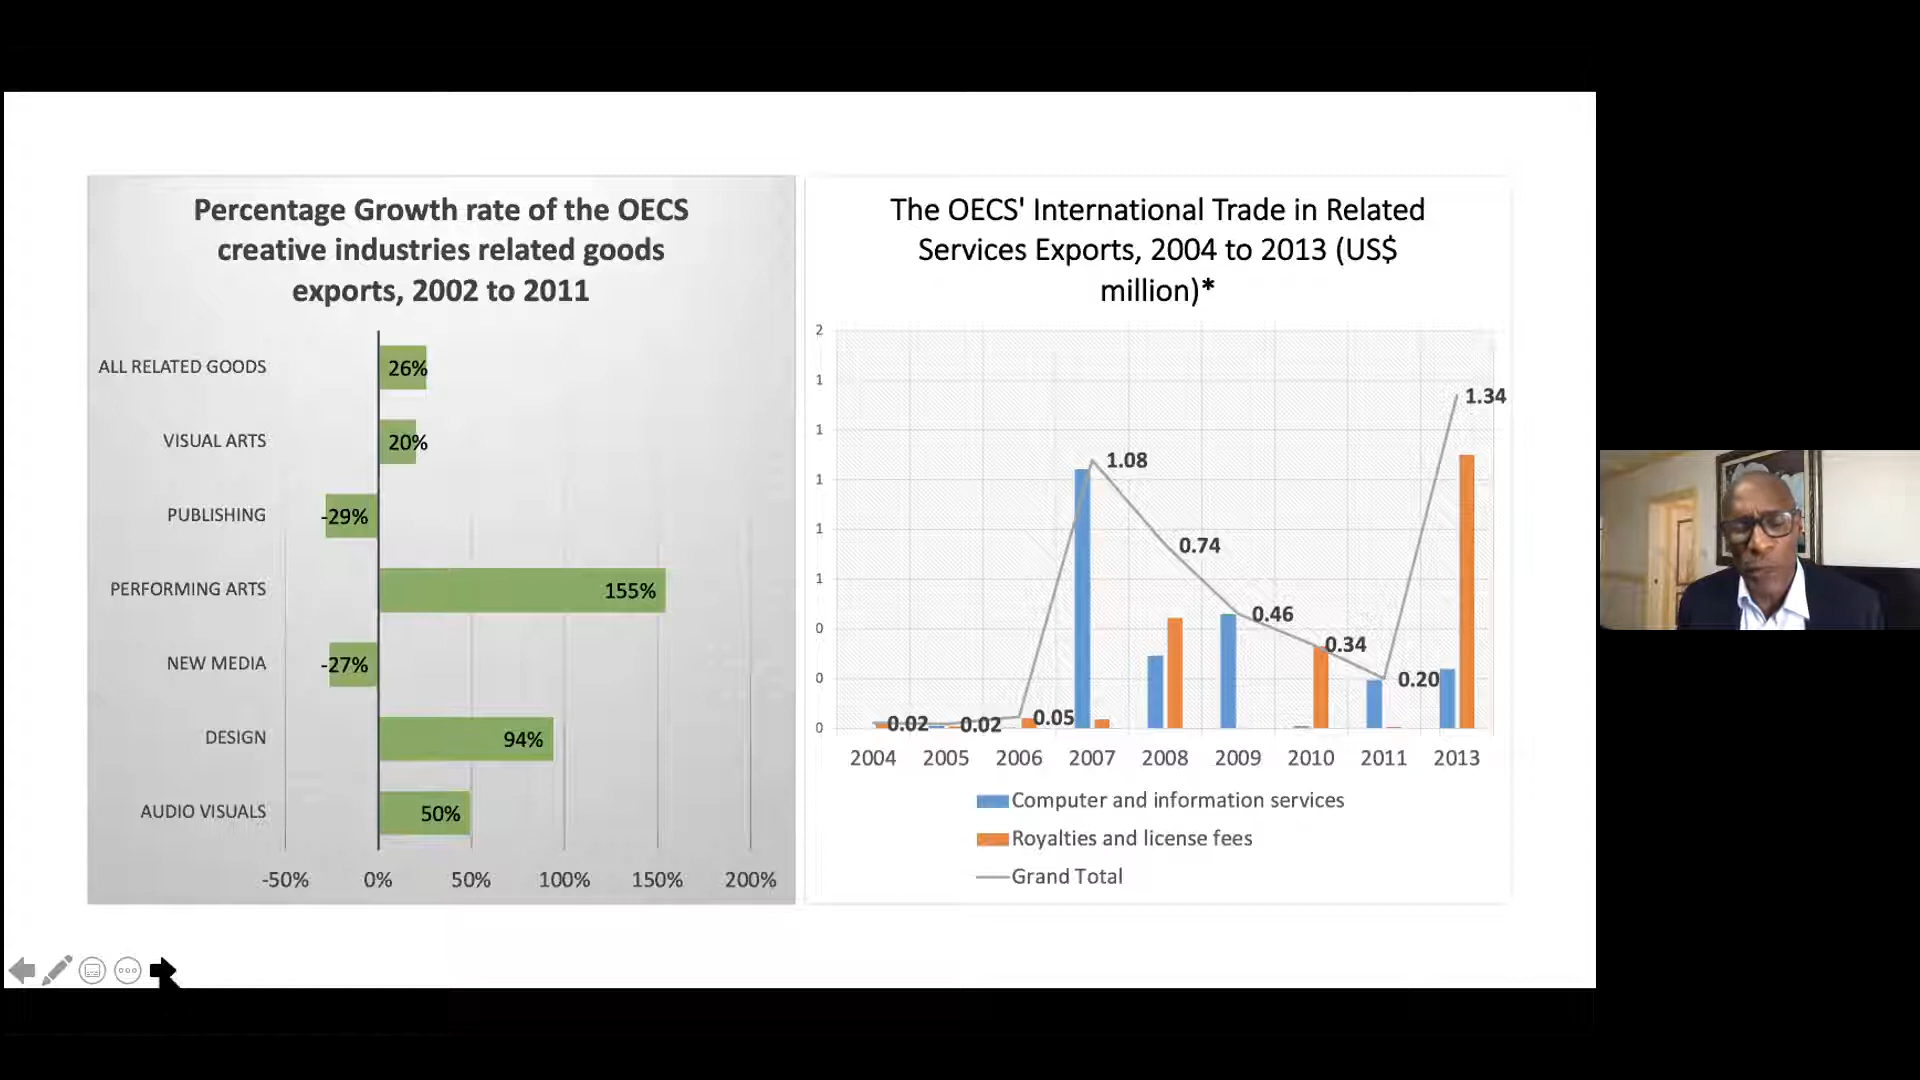 Percentage Growth rate of the OECS
creative industries related goods
exports, 2002 to 2011
ALL RELATED GOODS
26%
VISUAL ARTS
20%
PUBLISHING
-29%
PERFORMING ARTS
155%
NEW MEDIA
-27%
DESIGN
94%
AUDIO VISUALS
50%
-50% 0% 50% 100% 150% 200%
The OECS' International Trade in Related
Services Exports, 2004 to 2013 (US$
million)*
2
1
1
1
1
1
0
0
0
0.02
0.02
0.05
1.08
0.74
0.46
0.34
0.20
1.34
2004 2005 2006 2007 2008 2009 2010 2011 2013
Computer and information services
Royalties and license fees
Grand Total